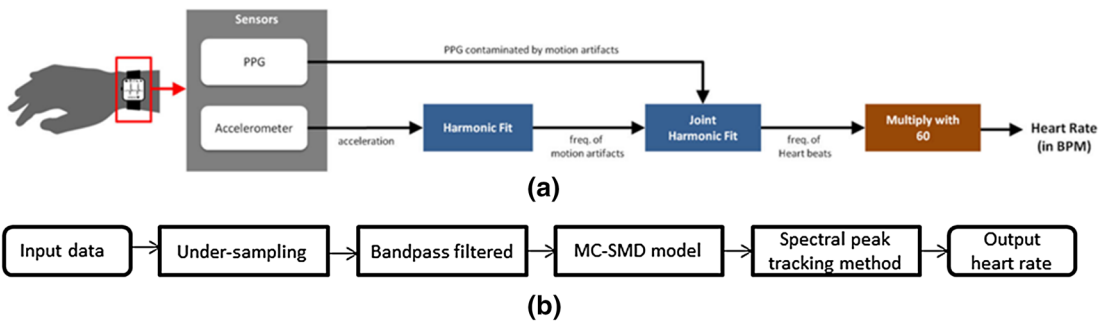 Sensors
PPG
PPG contaminated by motion artifacts
Accelerometer
acceleration
Harmonic Fit
freq. of
motion artifacts
Joint
Harmonic Fit
freq. of
Heart beats
Multiply with
60
Heart Rate
(in BPM)
(a)
Input data
Under-sampling
Bandpass filtered
MC-SMD model
Spectral peak
tracking method
Output
heart rate
(b)